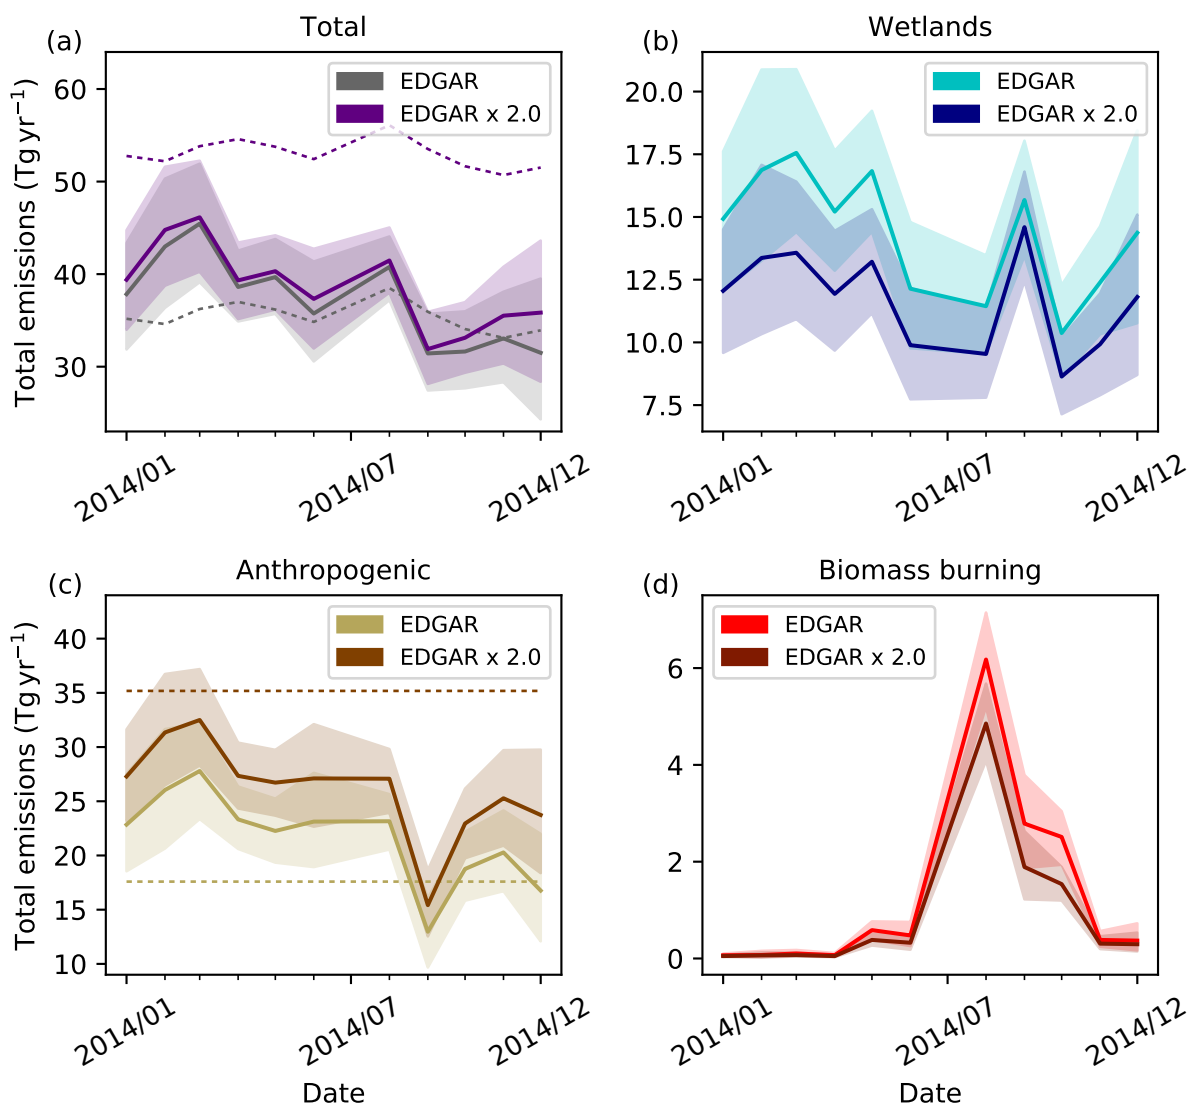 (a)
Total
EDGAR
EDGAR x 2.0
Total emissions (Tg yr⁻¹)
60
50
40
30
2014/01
2014/07
2014/12
(b)
Wetlands
EDGAR
EDGAR x 2.0
20.0
17.5
15.0
12.5
10.0
7.5
2014/01
2014/07
2014/12
(c)
Anthropogenic
EDGAR
EDGAR x 2.0
Total emissions (Tg yr⁻¹)
40
35
30
25
20
15
10
2014/01
2014/07
2014/12
Date
(d)
Biomass burning
EDGAR
EDGAR x 2.0
6
4
2
0
2014/01
2014/07
2014/12
Date